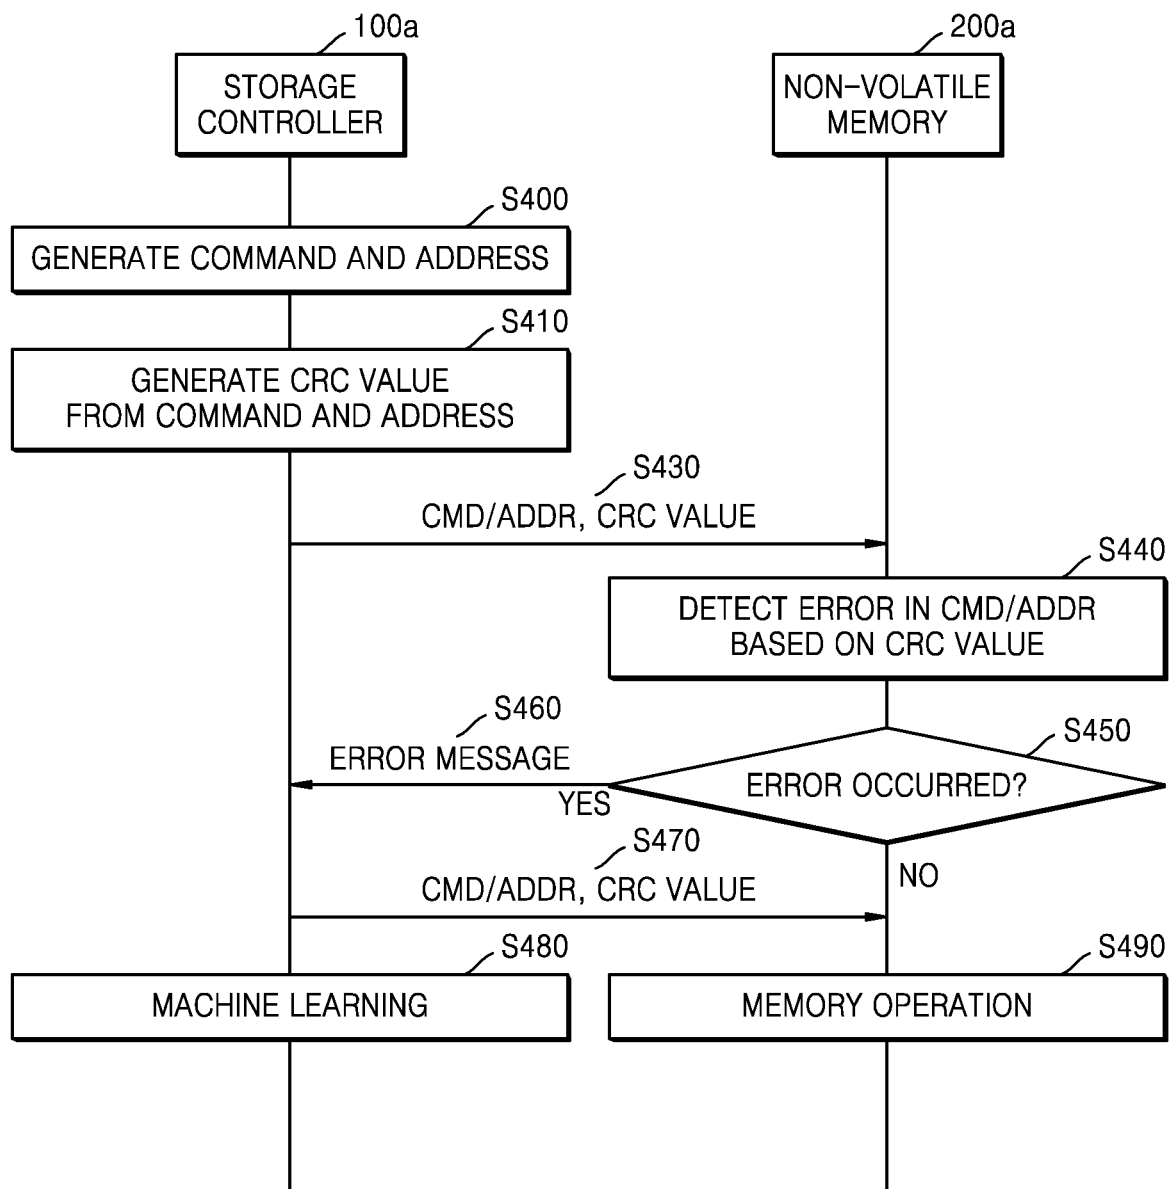 100a
200a
STORAGE
CONTROLLER
NON-VOLATILE
MEMORY
S400
GENERATE COMMAND AND ADDRESS
S410
GENERATE CRC VALUE
FROM COMMAND AND ADDRESS
S430
CMD/ADDR, CRC VALUE
S440
DETECT ERROR IN CMD/ADDR
BASED ON CRC VALUE
S460
ERROR MESSAGE
S450
ERROR OCCURRED?
YES
S470
CMD/ADDR, CRC VALUE
NO
S480
MACHINE LEARNING
S490
MEMORY OPERATION